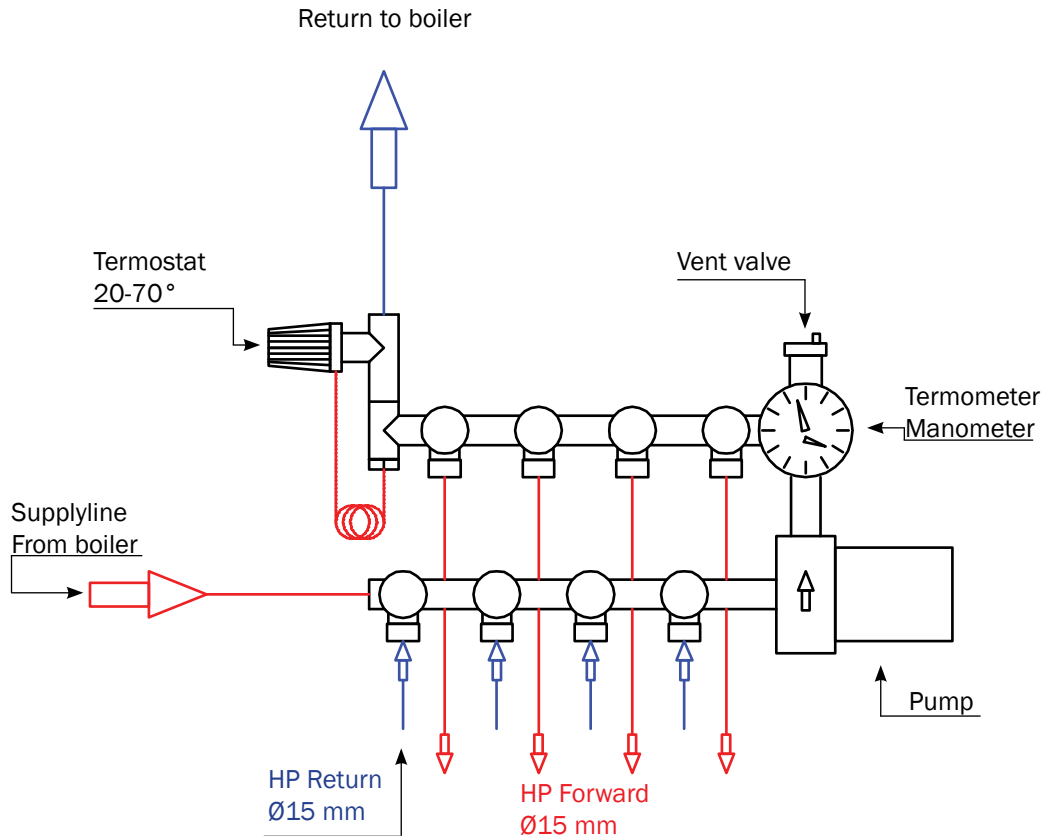 Return to boiler
Termostat
20-70°
Vent valve
Termometer
Manometer
Supplyline
From boiler
Pump
HP Return
Ø15 mm
HP Forward
Ø15 mm